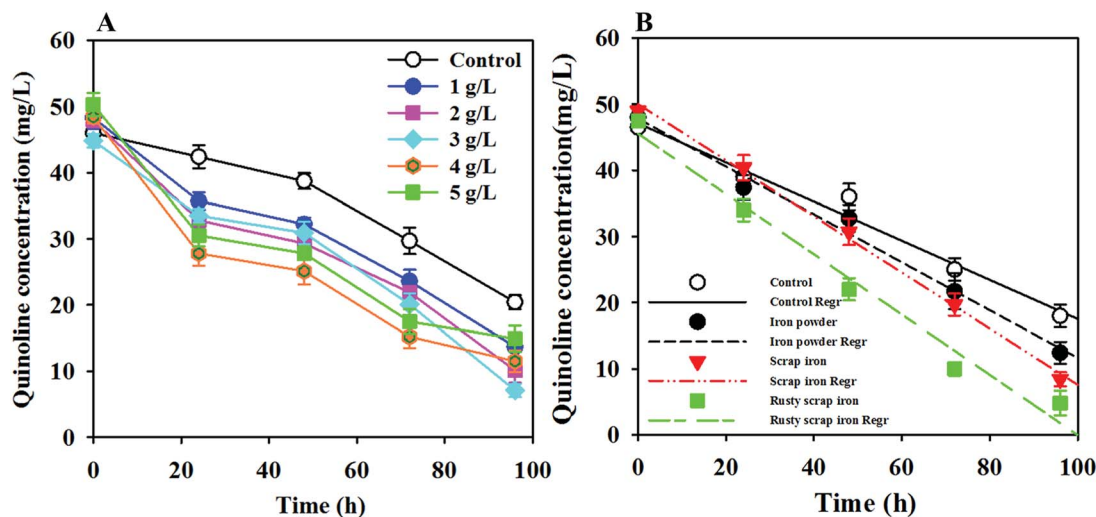 A
Quinoline concentration (mg/L)
60
50
40
30
20
10
0
0 20 40 60 80 100
Time (h)
Control
1 g/L
2 g/L
3 g/L
4 g/L
5 g/L
B
Quinoline concentration(mg/L)
60
50
40
30
20
10
0
0 20 40 60 80 100
Time (h)
Control
Control Regr
Iron powder
Iron powder Regr
Scrap iron
Scrap iron Regr
Rusty scrap iron
Rusty scrap iron Regr